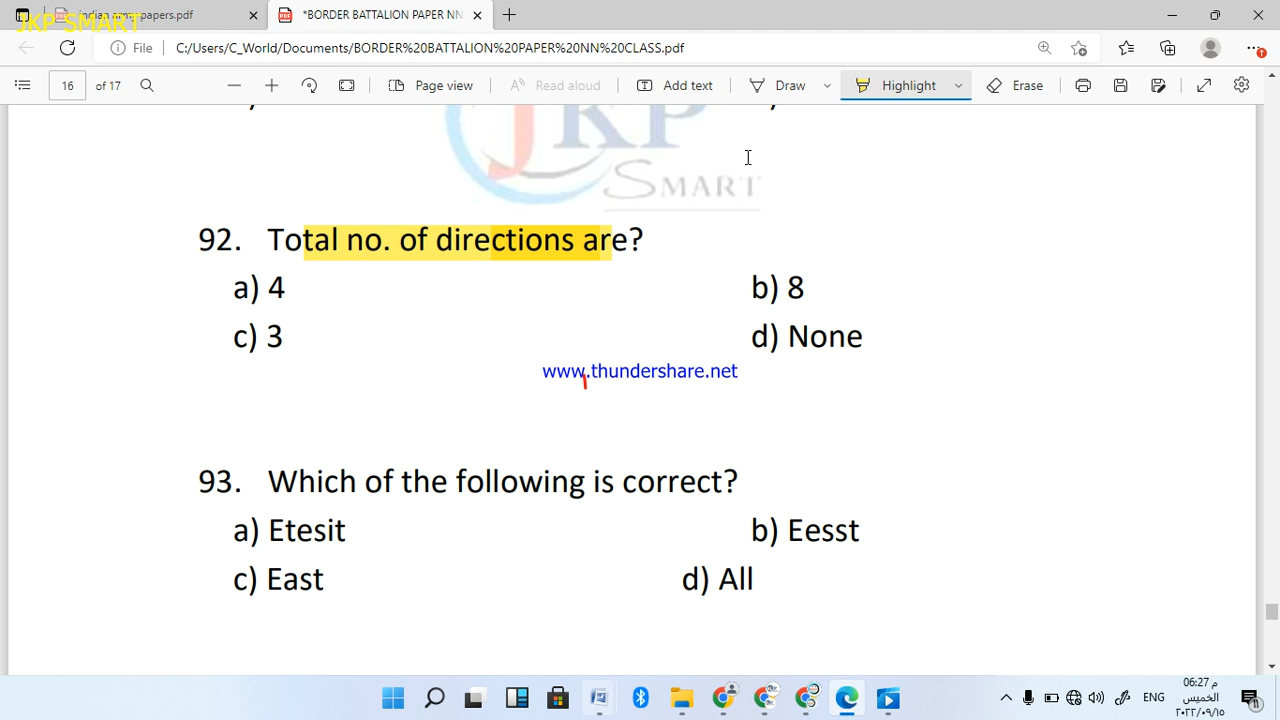 JKP SMART
indian army papers.pdf
*BORDER BATTALION PAPER NN
File
C:/Users/C_World/Documents/BORDER%20BATTALION%20PAPER%20NN%20CLASS.pdf
16 of 17
Page view
Read aloud
Add text
Draw
Highlight
Erase
JKP
SMART
92. Total no. of directions are?
a) 4
b) 8
c) 3
d) None
www.thundershare.net
93. Which of the following is correct?
a) Etesit
b) Eesst
c) East
d) All
ENG
06:27 م
الخميس
٢٠٢٢/٠٩/١٥